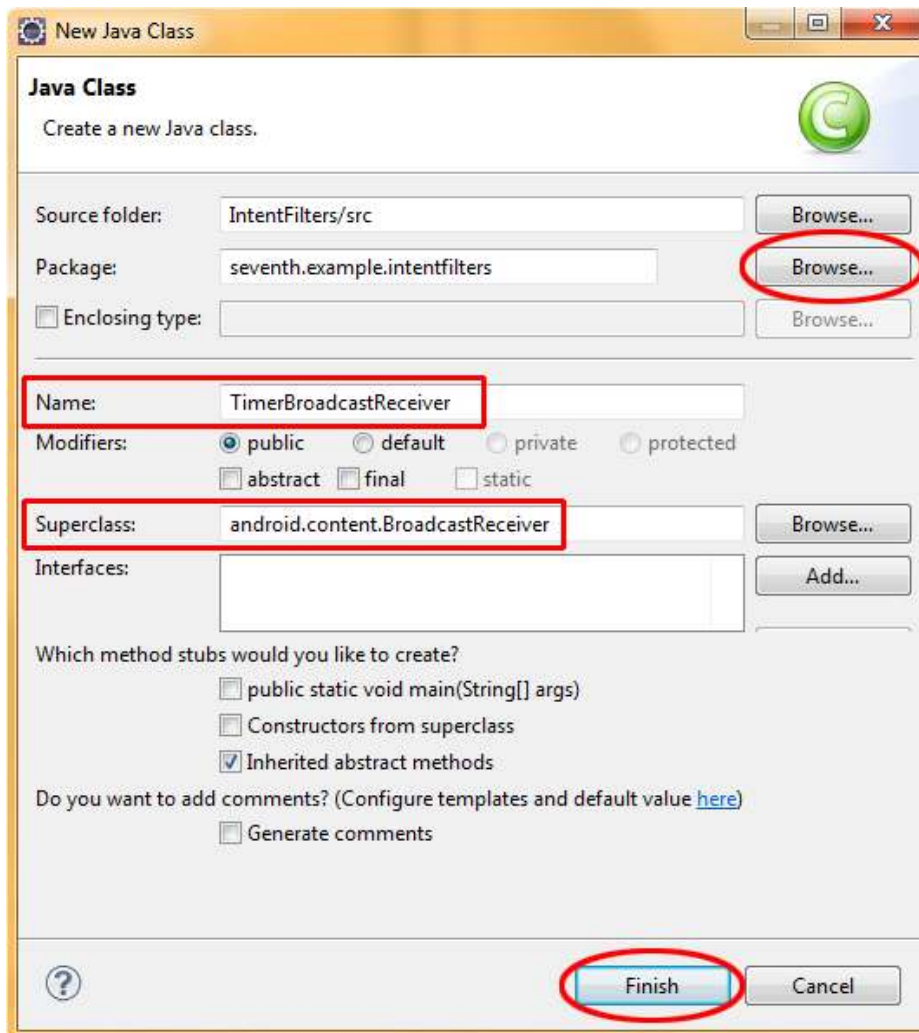 New Java Class
Java Class
Create a new Java class.
Source folder: IntentFilters/src Browse...
Package: seventh.example.intentfilters Browse...
Enclosing type: Browse...
Name: TimerBroadcastReceiver
Modifiers: public default private protected
abstract final static
Superclass: android.content.BroadcastReceiver Browse...
Interfaces: Add...
Which method stubs would you like to create?
public static void main(String[] args)
Constructors from superclass
Inherited abstract methods
Do you want to add comments? (Configure templates and default value here)
Generate comments
? Finish Cancel